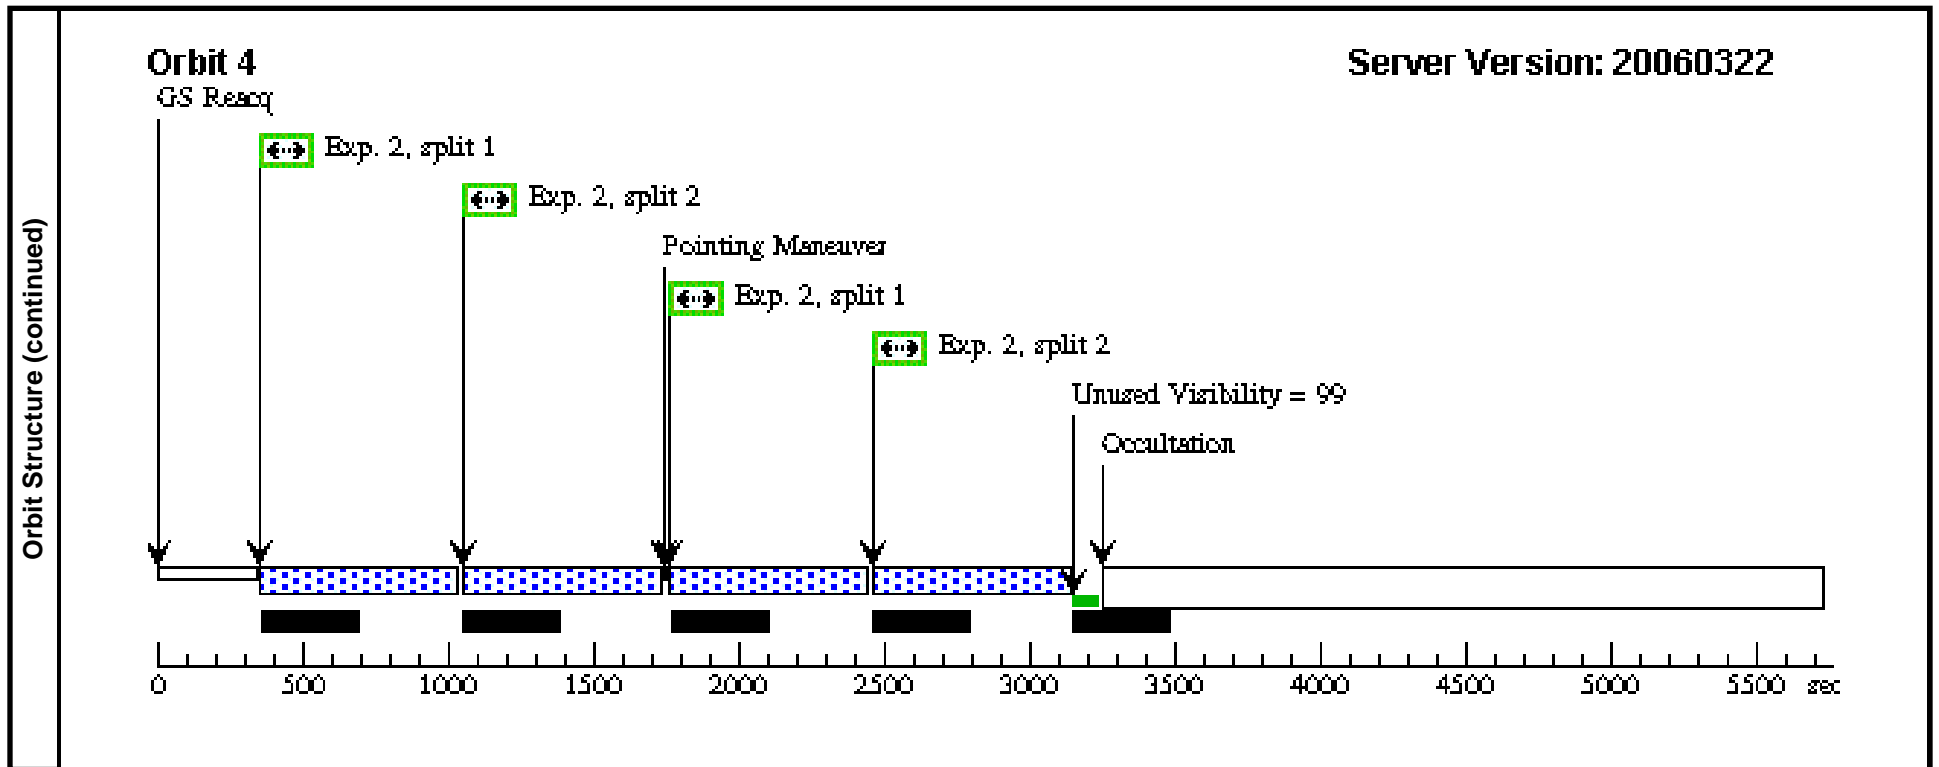 Orbit Structure (continued)
Orbit 4
Server Version: 20060322
GS Reacq
Exp. 2, split 1
Exp. 2, split 2
Pointing Maneuver
Exp. 2, split 1
Exp. 2, split 2
Unused Visibility = 99
Occultation
0 500 1000 1500 2000 2500 3000 3500 4000 4500 5000 5500 sec